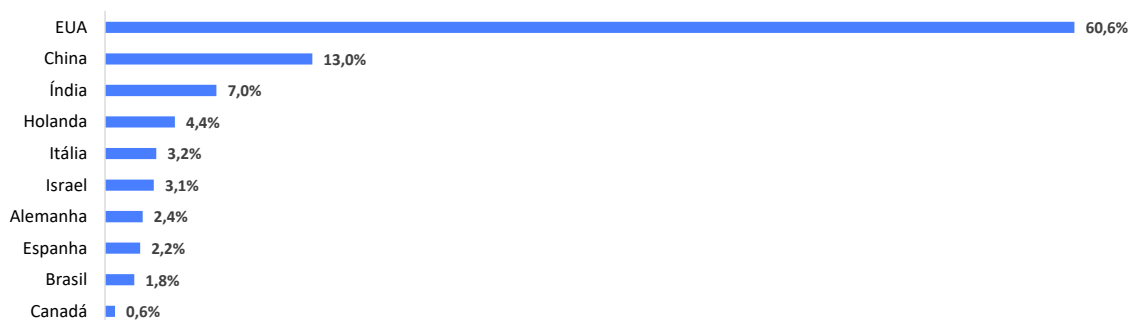 EUA 60,6%
China 13,0%
Índia 7,0%
Holanda 4,4%
Itália 3,2%
Israel 3,1%
Alemanha 2,4%
Espanha 2,2%
Brasil 1,8%
Canadá 0,6%